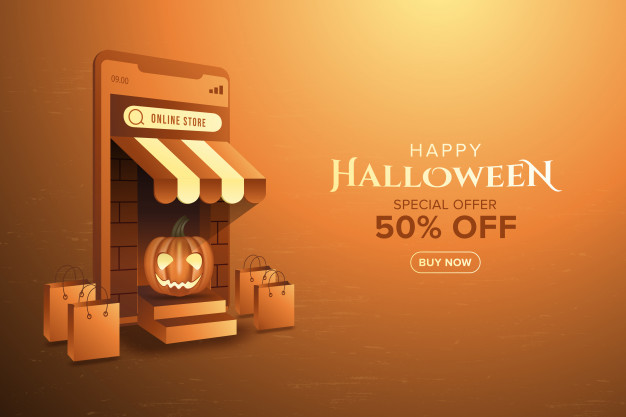 09.00
ONLINE STORE
HAPPY
HALLOWEEN
SPECIAL OFFER
50% OFF
BUY NOW